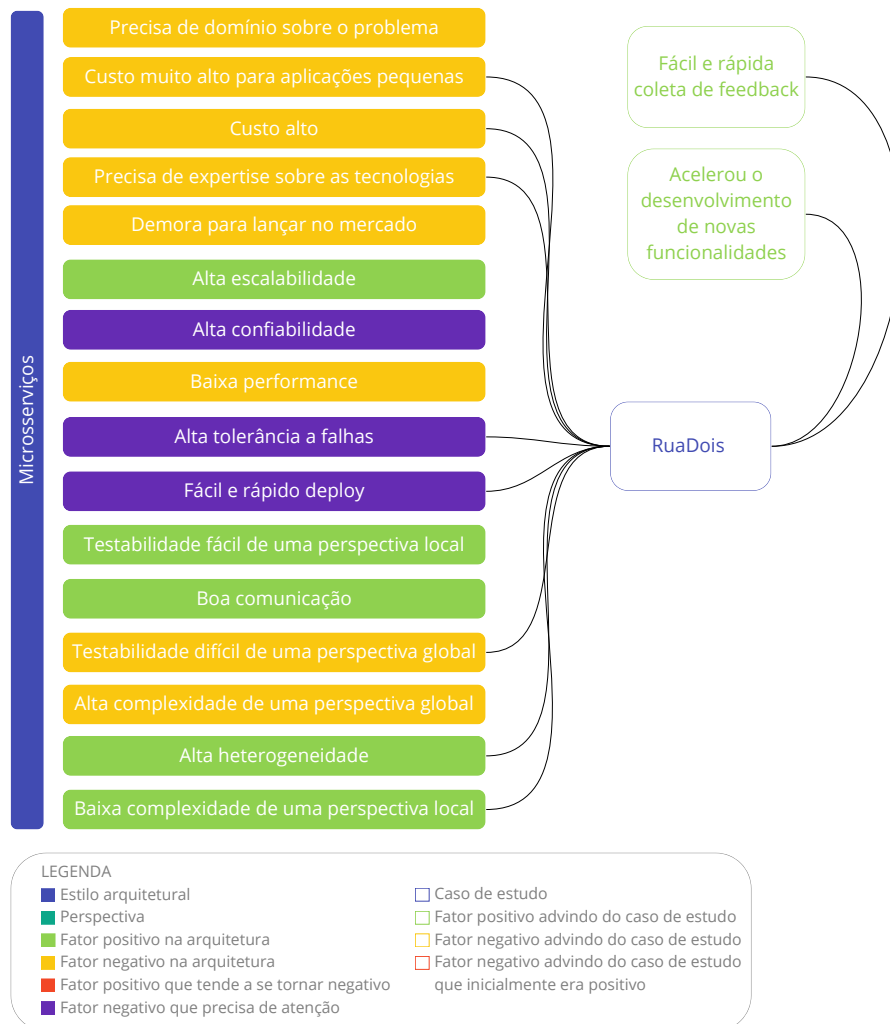 Microsserviços
Precisa de domínio sobre o problema
Custo muito alto para aplicações pequenas
Custo alto
Precisa de expertise sobre as tecnologias
Demora para lançar no mercado
Alta escalabilidade
Alta confiabilidade
Baixa performance
Alta tolerância a falhas
Fácil e rápido deploy
Testabilidade fácil de uma perspectiva local
Boa comunicação
Testabilidade difícil de uma perspectiva global
Alta complexidade de uma perspectiva global
Alta heterogeneidade
Baixa complexidade de uma perspectiva local
RuaDois
Fácil e rápida
coleta de feedback
Acelerou o
desenvolvimento
de novas
funcionalidades
LEGENDA
Estilo arquitetural
Perspectiva
Fator positivo na arquitetura
Fator negativo na arquitetura
Fator positivo que tende a se tornar negativo
Fator negativo que precisa de atenção
Caso de estudo
Fator positivo advindo do caso de estudo
Fator negativo advindo do caso de estudo
Fator negativo advindo do caso de estudo
que inicialmente era positivo